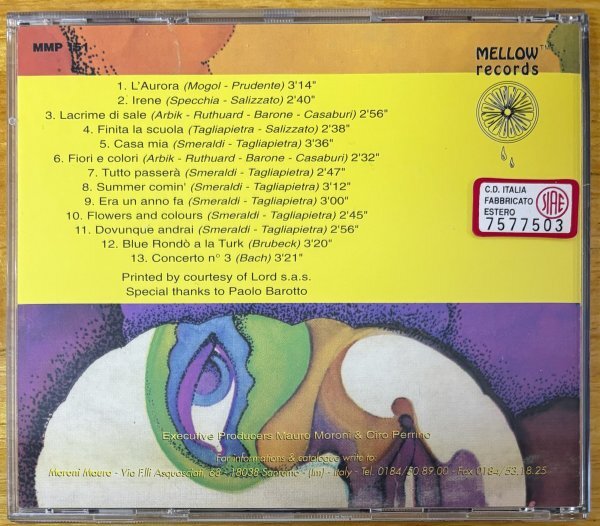 MMP 151
MELLOW™
records
1. L'Aurora (Mogol - Prudente) 3'14"
2. Irene (Specchia - Salizzato) 2'40"
3. Lacrime di sale (Arbik - Ruthuard - Barone - Casaburi) 2'56"
4. Finita la scuola (Tagliapietra - Salizzato) 2'38"
5. Casa mia (Smeraldi - Tagliapietra) 3'36"
6. Fiori e colori (Arbik - Ruthuard - Barone - Casaburi) 2'32"
7. Tutto passerà (Smeraldi - Tagliapietra) 2'47"
8. Summer comin' (Smeraldi - Tagliapietra) 3'12"
9. Era un anno fa (Smeraldi - Tagliapietra) 3'00"
10. Flowers and colours (Smeraldi - Tagliapietra) 2'45"
11. Dovunque andrai (Smeraldi - Tagliapietra) 2'56"
12. Blue Rondò a la Turk (Brubeck) 3'20"
13. Concerto n° 3 (Bach) 3'21"
Printed by courtesy of Lord s.a.s.
Special thanks to Paolo Barotto
C.D. ITALIA
FABBRICATO
ESTERO
SIAE
7577503
Executive Producers Mauro Moroni & Ciro Perrino
For informations & catalogue write to:
Moroni Mauro - Via F.lli Asquasciati, 68 - 18038 Sanremo - (Im) - Italy - Tel. 0184/50.89.00 - Fax 0184/ 53.18.25